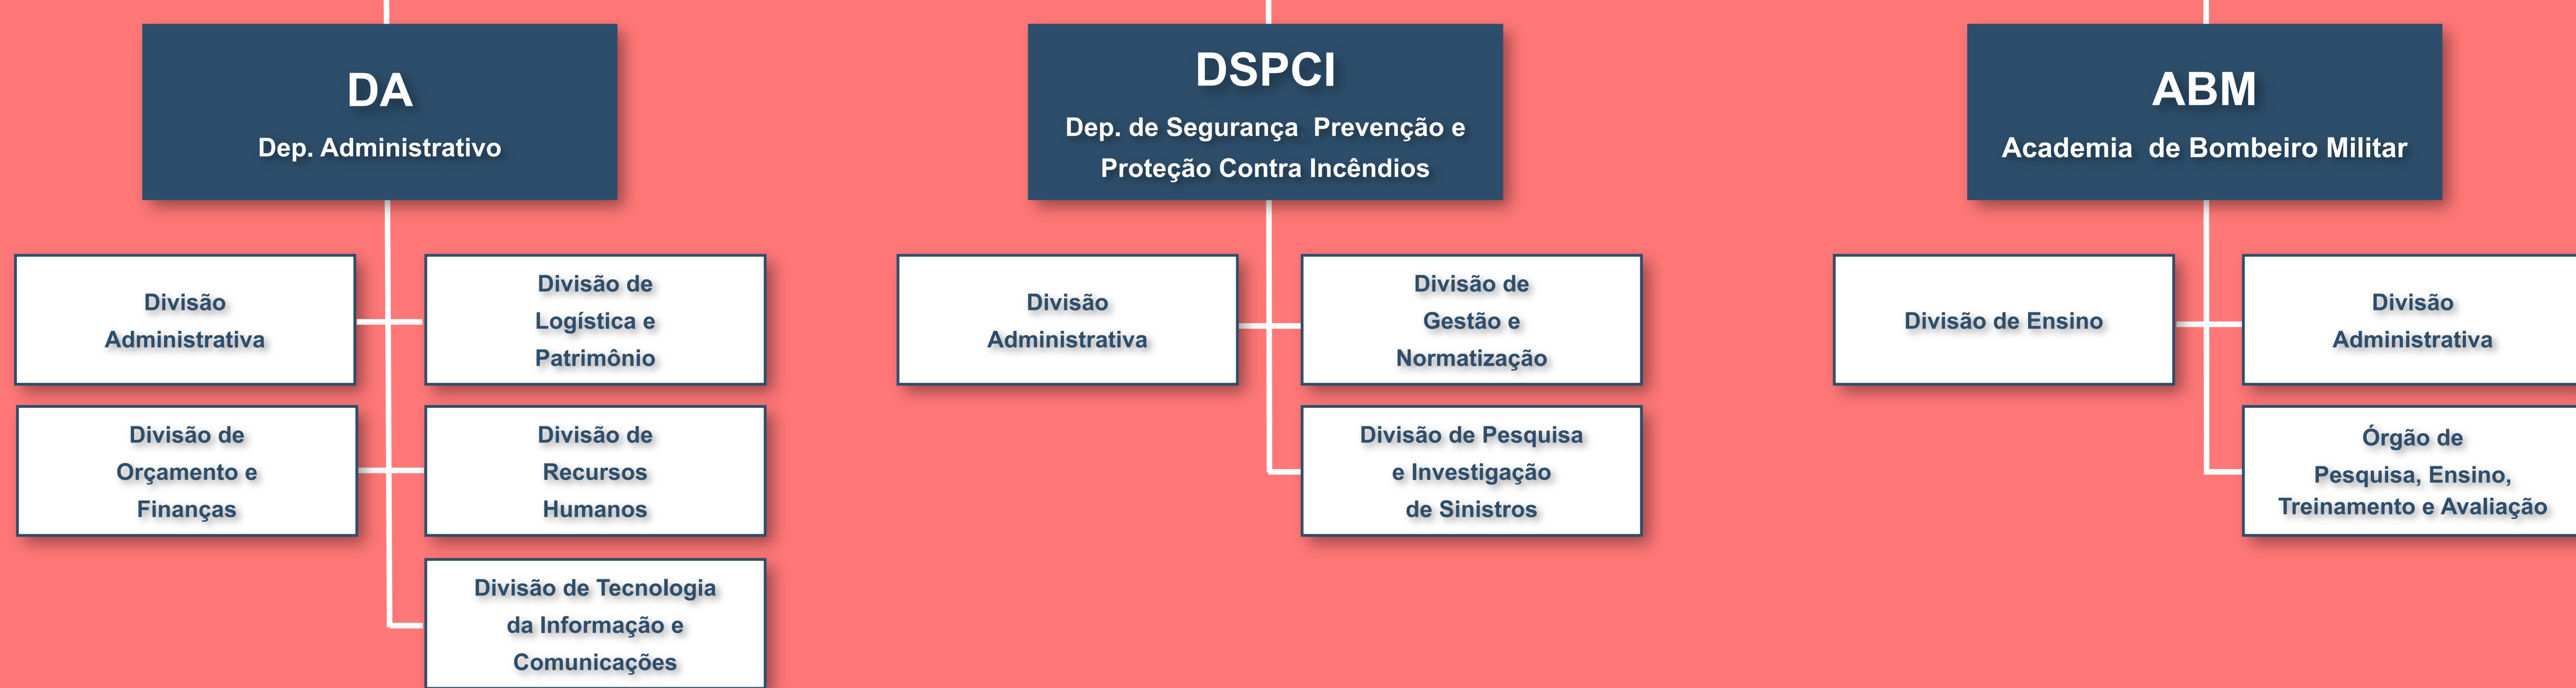 DA
Dep. Administrativo
Divisão
Administrativa
Divisão de
Logística e
Patrimônio
Divisão de
Orçamento e
Finanças
Divisão de
Recursos
Humanos
Divisão de Tecnologia
da Informação e
Comunicações
DSPCI
Dep. de Segurança  Prevenção e
Proteção Contra Incêndios
Divisão
Administrativa
Divisão de
Gestão e
Normatização
Divisão de Pesquisa
e Investigação
de Sinistros
ABM
Academia  de Bombeiro Militar
Divisão de Ensino
Divisão
Administrativa
Órgão de
Pesquisa, Ensino,
Treinamento e Avaliação